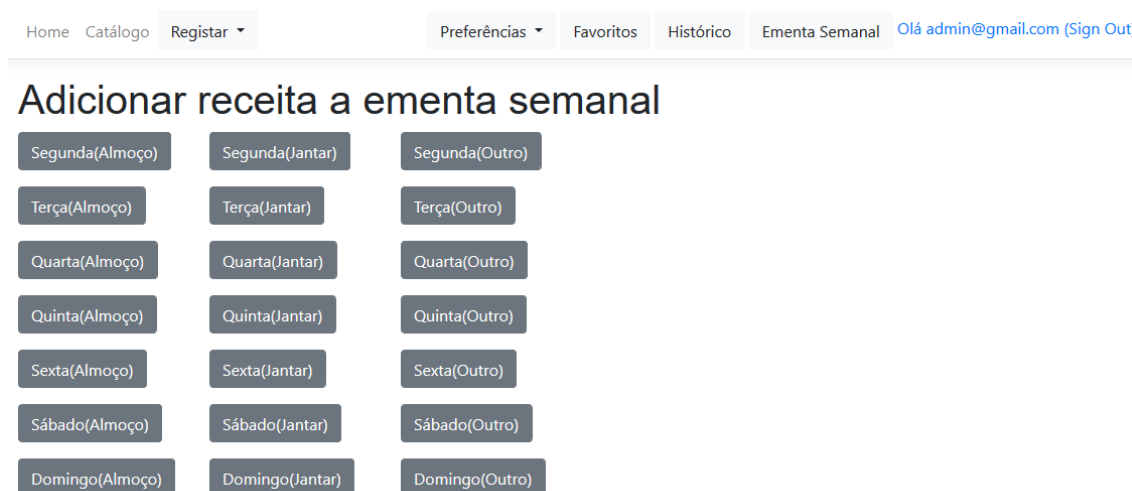 Home Catálogo Registar Preferências Favoritos Histórico Ementa Semanal Olá admin@gmail.com (Sign Out)
Adicionar receita a ementa semanal
Segunda(Almoço) Segunda(Jantar) Segunda(Outro)
Terça(Almoço) Terça(Jantar) Terça(Outro)
Quarta(Almoço) Quarta(Jantar) Quarta(Outro)
Quinta(Almoço) Quinta(Jantar) Quinta(Outro)
Sexta(Almoço) Sexta(Jantar) Sexta(Outro)
Sábado(Almoço) Sábado(Jantar) Sábado(Outro)
Domingo(Almoço) Domingo(Jantar) Domingo(Outro)